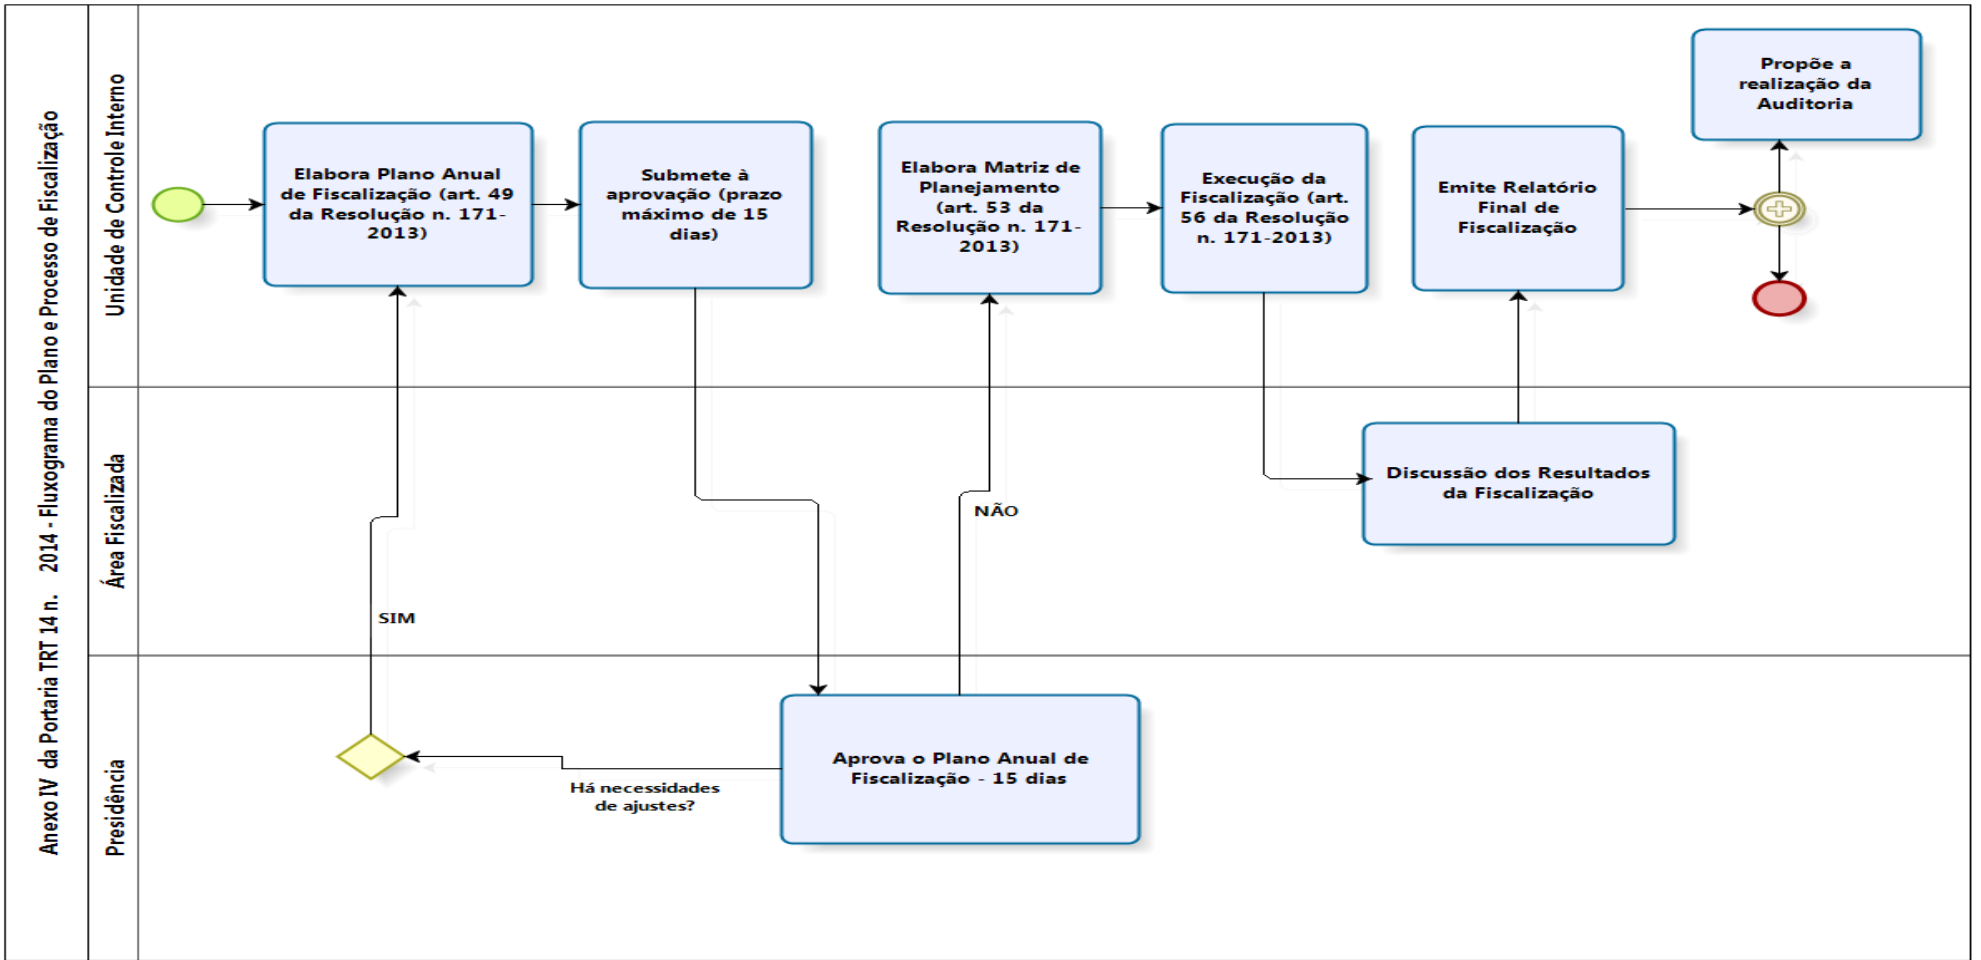 Anexo IV da Portaria TRT 14 n. 2014 - Fluxograma do Plano e Processo de Fiscalização
Unidade de Controle Interno
Elabora Plano Anual
de Fiscalização (art. 49
da Resolução n. 171-
2013)
Submete à
aprovação (prazo
máximo de 15
dias)
Elabora Matriz de
Planejamento
(art. 53 da
Resolução n. 171-
2013)
Execução da
Fiscalização (art.
56 da Resolução
n. 171-2013)
Emite Relatório
Final de
Fiscalização
Propõe a
realização da
Auditoria
Área Fiscalizada
Discussão dos Resultados
da Fiscalização
NÃO
SIM
Presidência
Aprova o Plano Anual de
Fiscalização - 15 dias
Há necessidades
de ajustes?